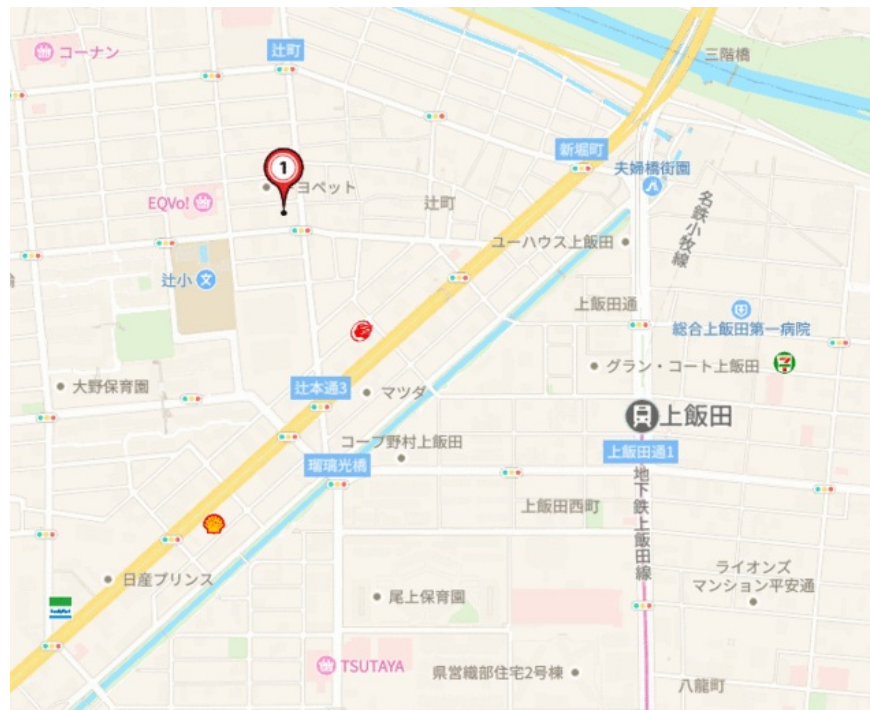 コーナン
辻町
三階橋
新堀町
夫婦橋街園
1
ヨペット
EQVo!
辻町
名鉄小牧線
ユーハウス上飯田
辻小
文
上飯田通
総合上飯田第一病院
7
グラン・コート上飯田
大野保育園
辻本通3
マツダ
上飯田
コープ野村上飯田
上飯田通1
瑠璃光橋
地下鉄上飯田線
上飯田西町
日産プリンス
ライオンズ
マンション平安通
尾上保育園
FamilyMart
TSUTAYA
県営織部住宅2号棟
八龍町